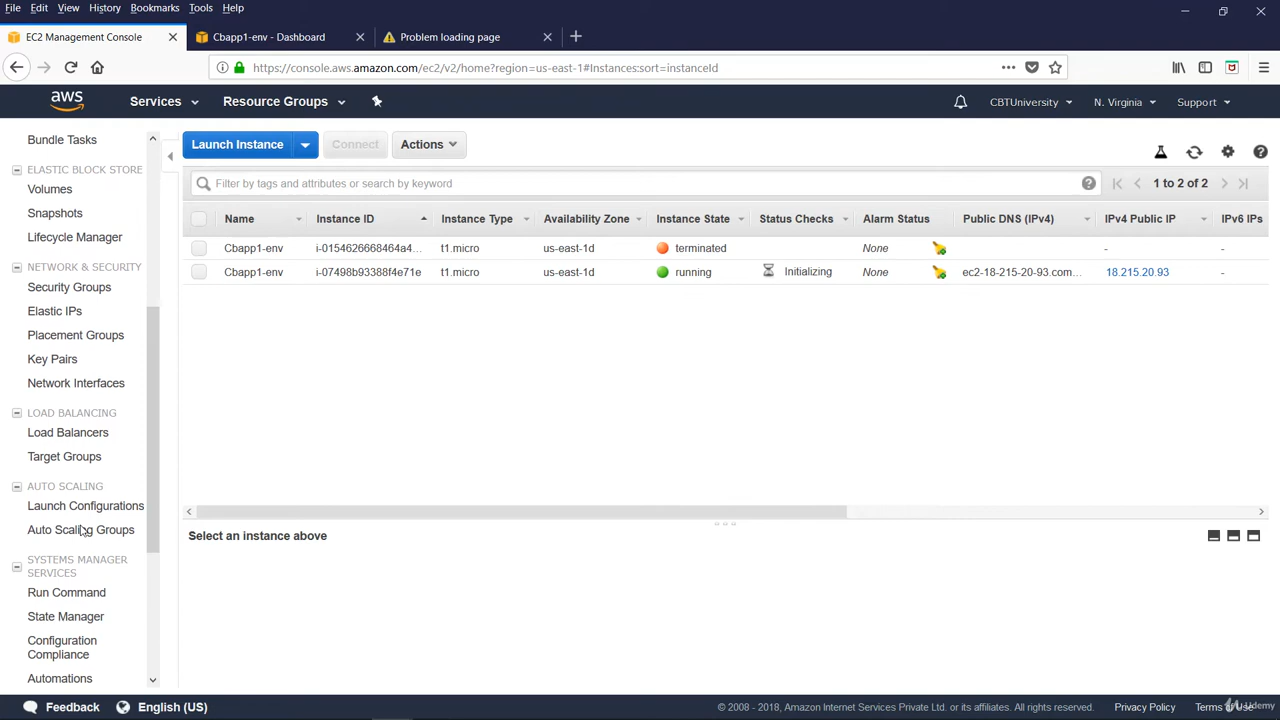 File Edit View History Bookmarks Tools Help
EC2 Management Console
Cbapp1-env - Dashboard
Problem loading page
https://console.aws.amazon.com/ec2/v2/home?region=us-east-1#Instances:sort=instanceId
aws Services Resource Groups CBTUniversity N. Virginia Support
Bundle Tasks
ELASTIC BLOCK STORE
Volumes
Snapshots
Lifecycle Manager
NETWORK & SECURITY
Security Groups
Elastic IPs
Placement Groups
Key Pairs
Network Interfaces
LOAD BALANCING
Load Balancers
Target Groups
AUTO SCALING
Launch Configurations
Auto Scaling Groups
SYSTEMS MANAGER
SERVICES
Run Command
State Manager
Configuration
Compliance
Automations
Launch Instance Connect Actions
Filter by tags and attributes or search by keyword
1 to 2 of 2
Name Instance ID Instance Type Availability Zone Instance State Status Checks Alarm Status Public DNS (IPv4) IPv4 Public IP IPv6 IPs
Cbapp1-env i-0154626668464a4... t1.micro us-east-1d terminated None - -
Cbapp1-env i-07498b93388f4e71e t1.micro us-east-1d running Initializing None ec2-18-215-20-93.com... 18.215.20.93 -
Select an instance above
Feedback English (US)
© 2008 - 2018, Amazon Internet Services Private Ltd. or its affiliates. All rights reserved.
Privacy Policy Terms of Use
Udemy